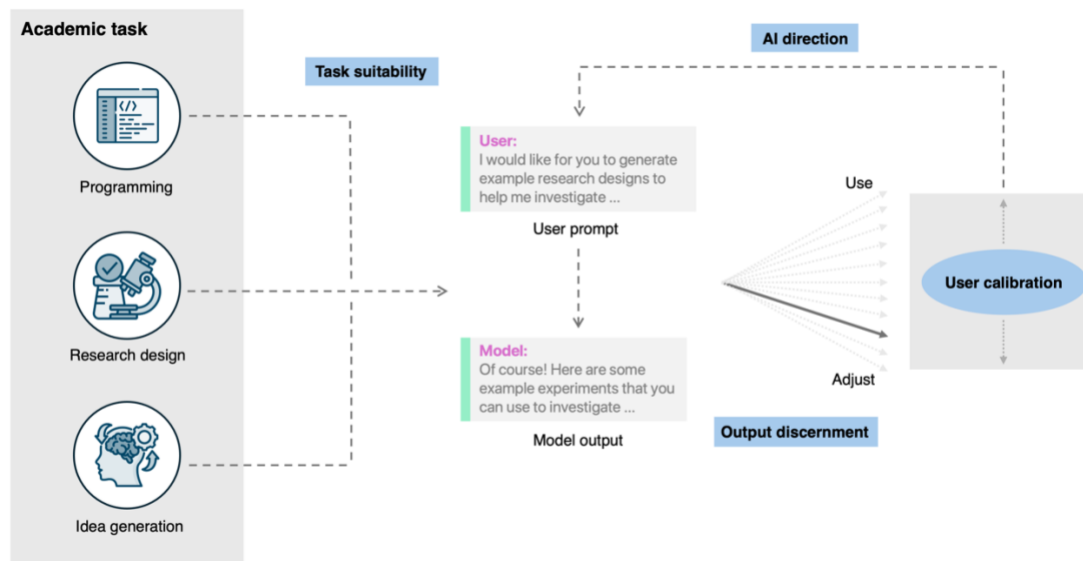 Academic task
</>
Programming
Research design
Idea generation
Task suitability
AI direction
User:
I would like for you to generate
example research designs to
help me investigate ...
User prompt
Model:
Of course! Here are some
example experiments that you
can use to investigate ...
Model output
Use
Adjust
Output discernment
User calibration